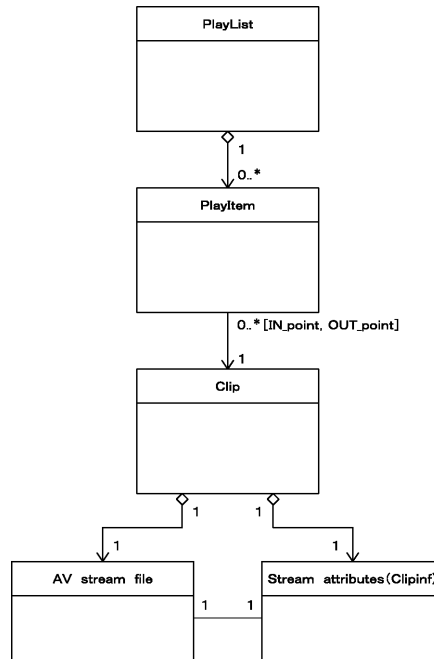 PlayList
1
0..*
PlayItem
0..* [IN_point, OUT_point]
1
Clip
1 1
1 1
AV stream file Stream attributes(Clipinf)
1 1